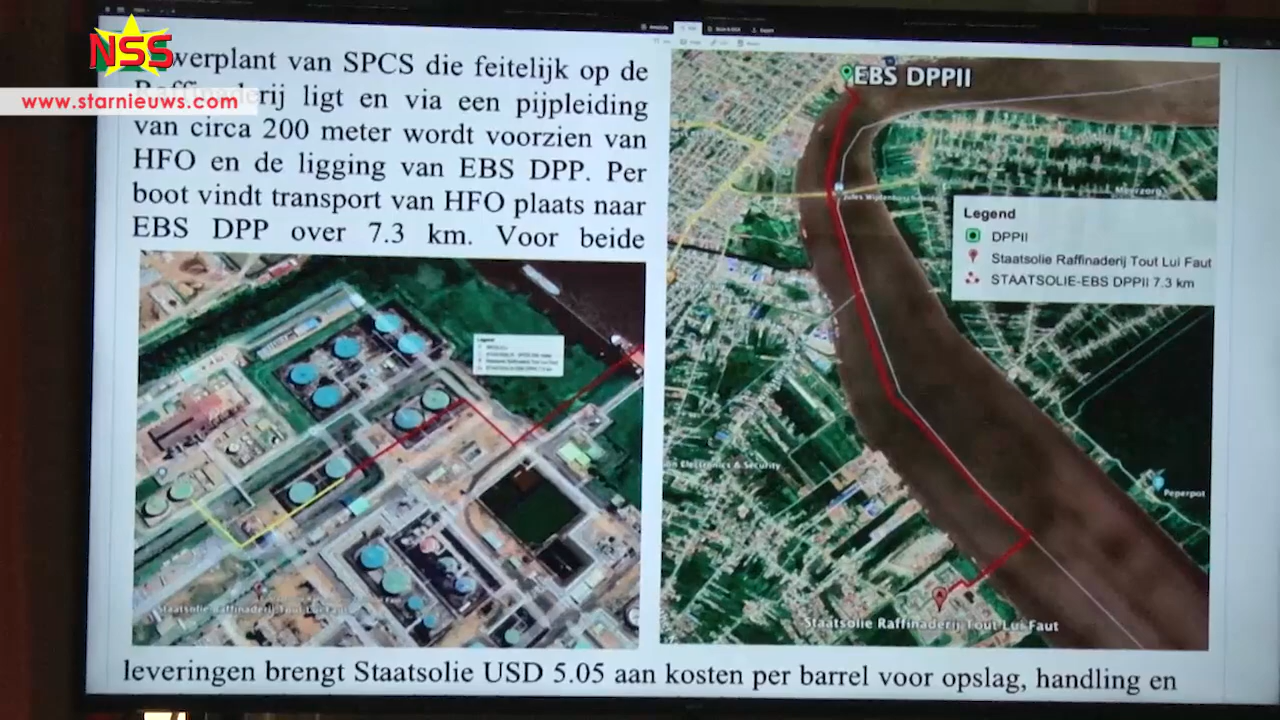 NSS
www.starnieuws.com
werplant van SPCS die feitelijk op de
Raffinaderij ligt en via een pijpleiding
van circa 200 meter wordt voorzien van
HFO en de ligging van EBS DPP. Per
boot vindt transport van HFO plaats naar
EBS DPP over 7.3 km. Voor beide
EBS DPPII
Meerzorg
Legend
DPPII
Staatsolie Raffinaderij Tout Lui Faut
STAATSOLIE-EBS DPPII 7.3 km
Electronics & Security
Peperpot
Staatsolie Raffinaderij Tout Lui Faut
Legend
Staatsolie Raffinaderij Tout Lui Faut
leveringen brengt Staatsolie USD 5.05 aan kosten per barrel voor opslag, handling en